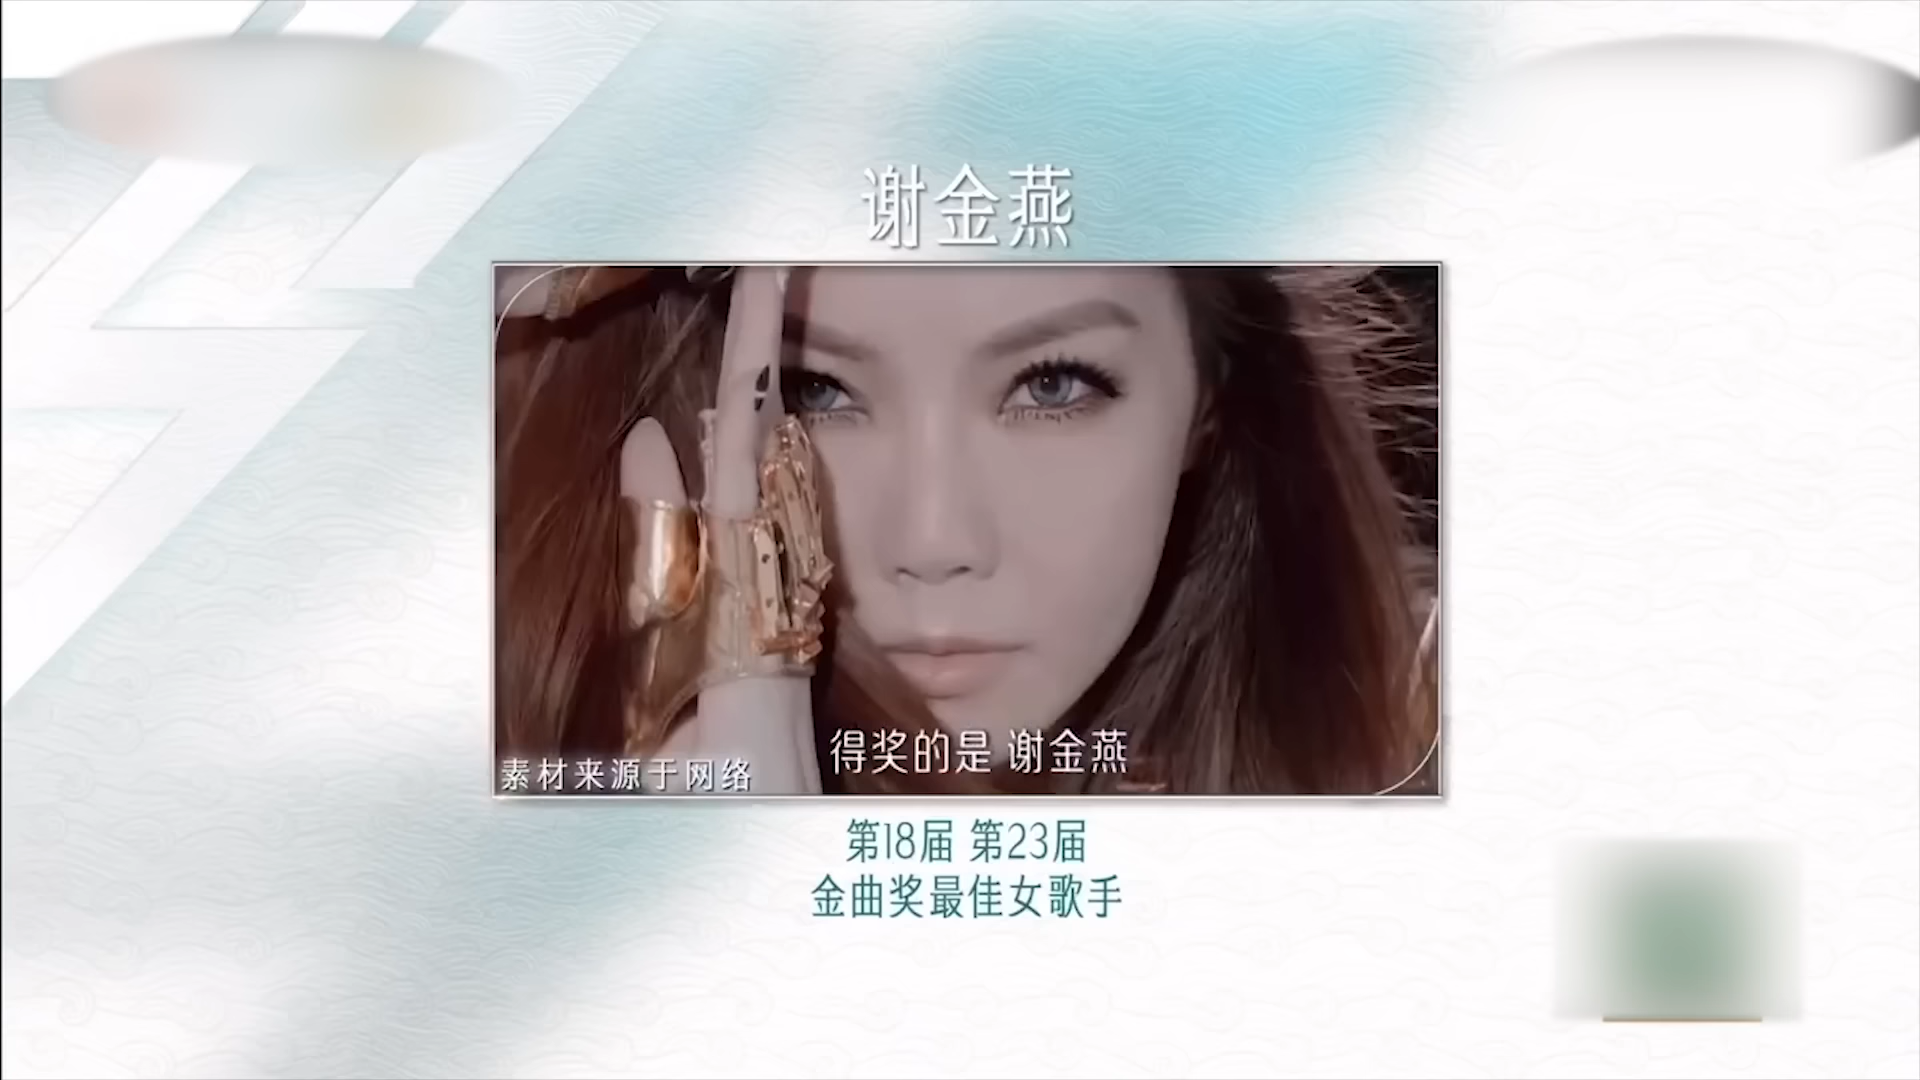 谢金燕
得奖的是 谢金燕
素材来源于网络
第18届 第23届
金曲奖最佳女歌手